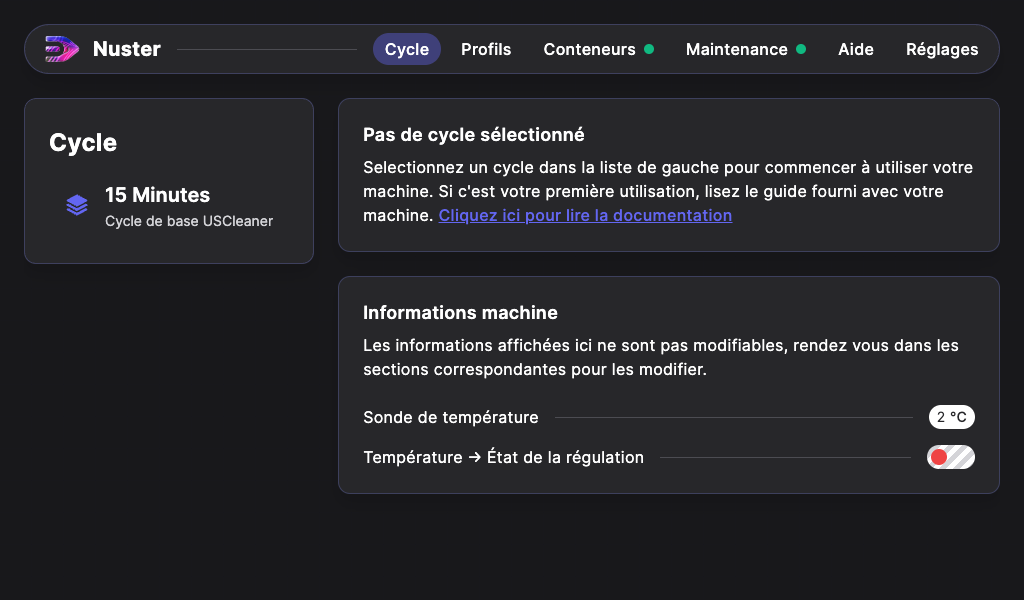 Nuster
Cycle
Profils
Conteneurs
Maintenance
Aide
Réglages
Cycle
15 Minutes
Cycle de base USCleaner
Pas de cycle sélectionné
Selectionnez un cycle dans la liste de gauche pour commencer à utiliser votre
machine. Si c'est votre première utilisation, lisez le guide fourni avec votre
machine. Cliquez ici pour lire la documentation
Informations machine
Les informations affichées ici ne sont pas modifiables, rendez vous dans les
sections correspondantes pour les modifier.
Sonde de température
2 °C
Température → État de la régulation